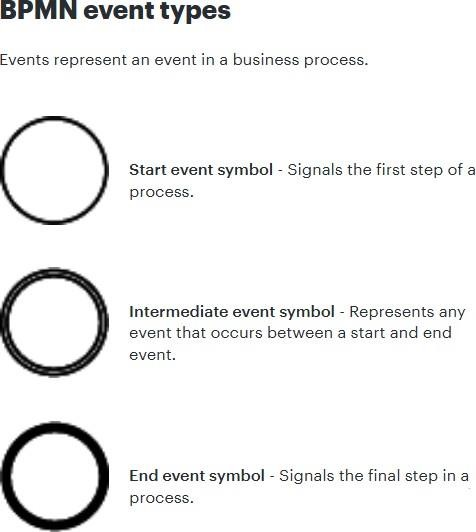 BPMN event types
Events represent an event in a business process.
Start event symbol - Signals the first step of a
process.
Intermediate event symbol - Represents any
event that occurs between a start and end
event.
End event symbol - Signals the final step in a
process.